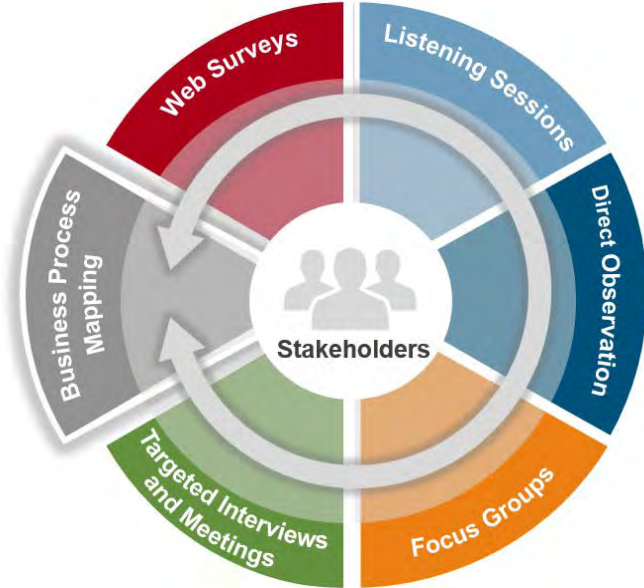 Web Surveys
Listening Sessions
Direct Observation
Focus Groups
Targeted Interviews
and Meetings
Business Process
Mapping
Stakeholders